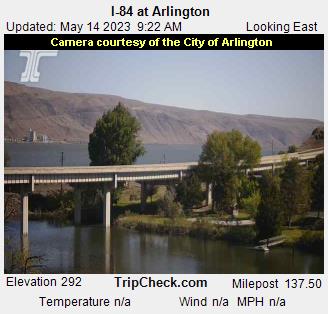 I-84 at Arlington
Updated: May 14 2023 9:22 AM Looking East
Camera courtesy of the City of Arlington
Elevation 292 TripCheck.com Milepost 137.50
Temperature n/a Wind n/a MPH n/a